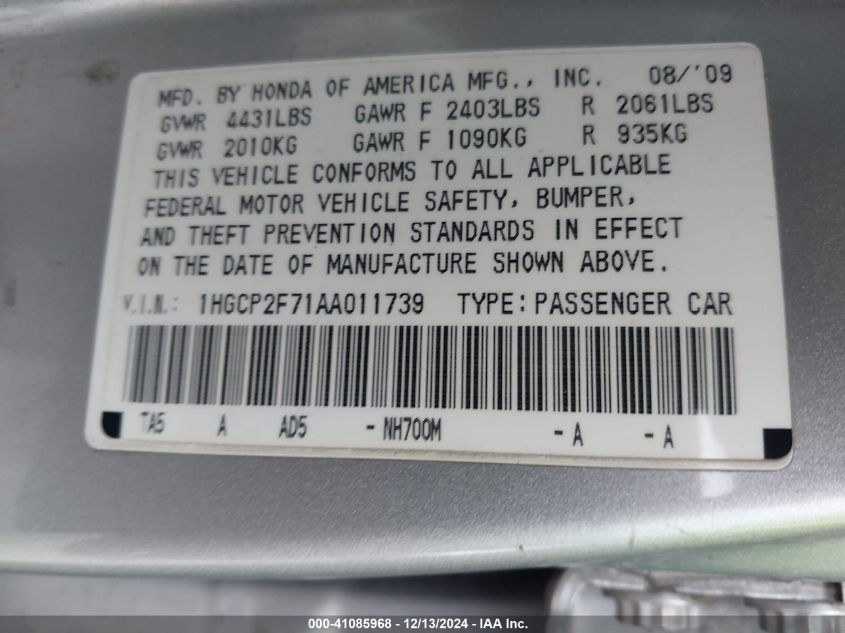 MFD. BY HONDA OF AMERICA MFG., INC. 08/'09
GVWR 4431LBS GAWR F 2403LBS R 2061LBS
GVWR 2010KG GAWR F 1090KG R 935KG
THIS VEHICLE CONFORMS TO ALL APPLICABLE
FEDERAL MOTOR VEHICLE SAFETY, BUMPER,
AND THEFT PREVENTION STANDARDS IN EFFECT
ON THE DATE OF MANUFACTURE SHOWN ABOVE.
V.I.N.: 1HGCP2F71AA011739 TYPE: PASSENGER CAR
TA5 A AD5 - NH700M - A - A
000-41085968 - 12/13/2024 - IAA Inc.